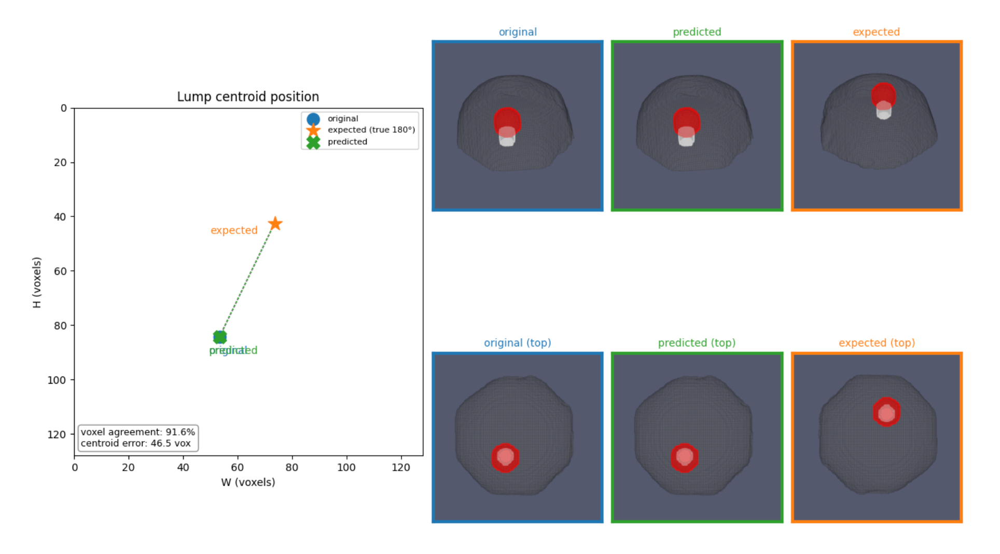 Lump centroid position
original
expected (true 180°)
predicted
0
20
40
60
80
100
120
H (voxels)
expected
original
predicted
voxel agreement: 91.6%
centroid error: 46.5 vox
0
20
40
60
80
100
120
W (voxels)
original
predicted
expected
original (top)
predicted (top)
expected (top)